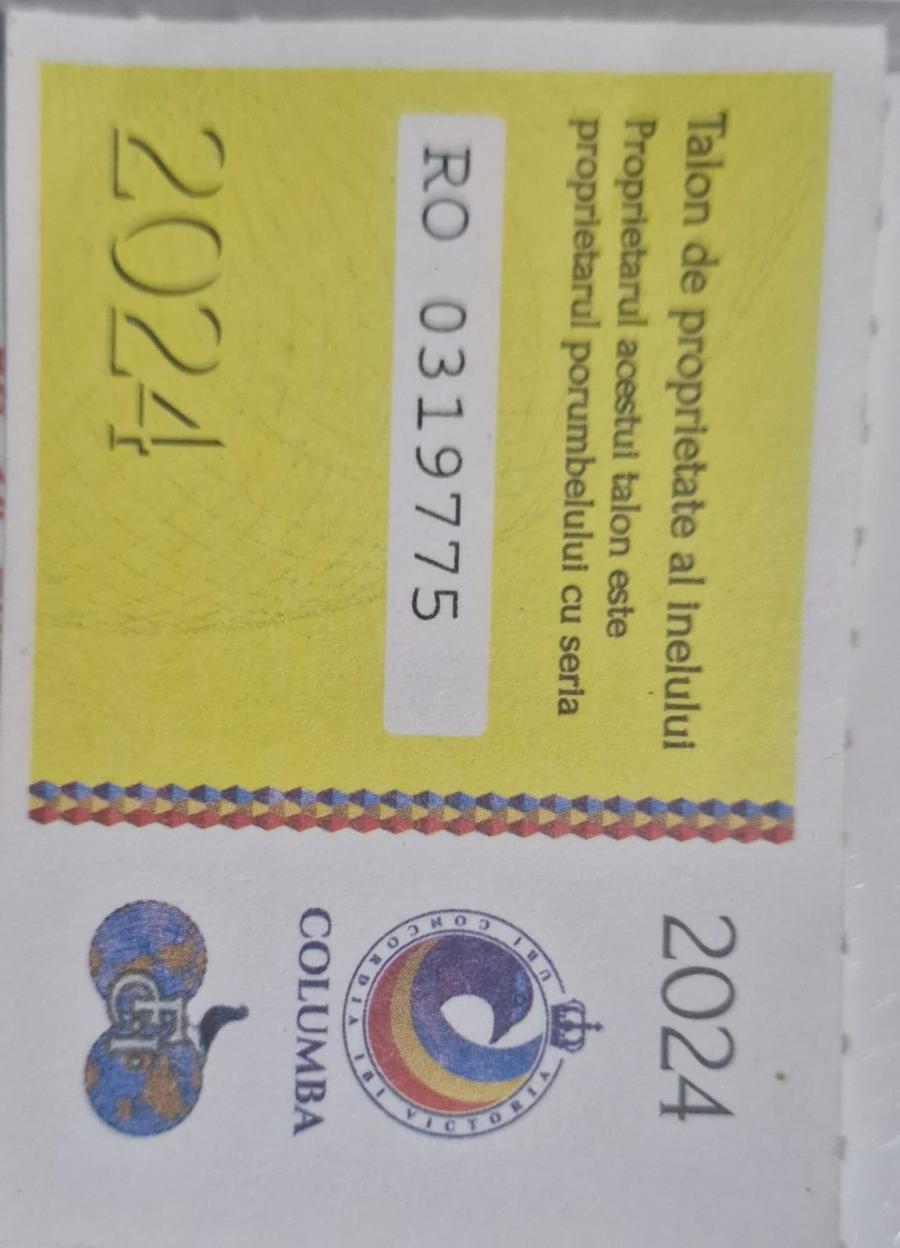 Talon de proprietate al inelului
Proprietarul acestui talon este
proprietarul porumbelului cu seria
RO 0319775
2024
2024
UBI CONCORDIA IBI VICTORIA
COLUMBA
FCI